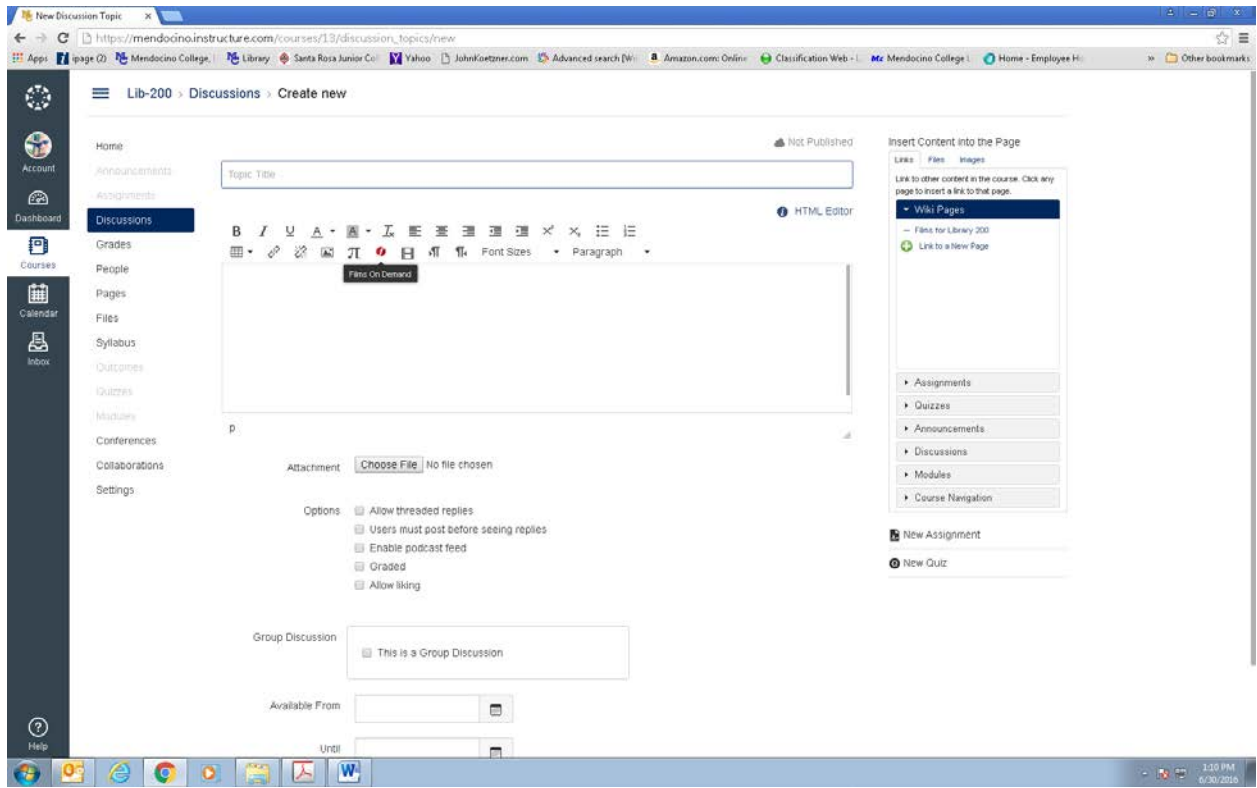 New Discussion Topic
https://mendocino.instructure.com/courses/13/discussion_topics/new
Apps ipage (2) Mendocino College, Library Santa Rosa Junior Col Yahoo JohnKoetzner.com Advanced search [W Amazon.com: Online Classification Web - Mendocino College Home - Employee H » Other bookmarks
Lib-200 › Discussions › Create new
Account
Dashboard
Courses
Calendar
Inbox
Help
Home
Announcements
Assignments
Discussions
Grades
People
Pages
Files
Syllabus
Outcomes
Quizzes
Modules
Conferences
Collaborations
Settings
Not Published
Topic Title
HTML Editor
B I U A A
π Font Sizes Paragraph
Films On Demand
p
Attachment Choose File No file chosen
Options Allow threaded replies
Users must post before seeing replies
Enable podcast feed
Graded
Allow liking
Group Discussion
This is a Group Discussion
Available From
Until
Insert Content into the Page
Links Files Images
Link to other content in the course. Click any
page to insert a link to that page.
Wiki Pages
Films for Library 200
Link to a New Page
Assignments
Quizzes
Announcements
Discussions
Modules
Course Navigation
New Assignment
New Quiz
1:10 PM
6/30/2016